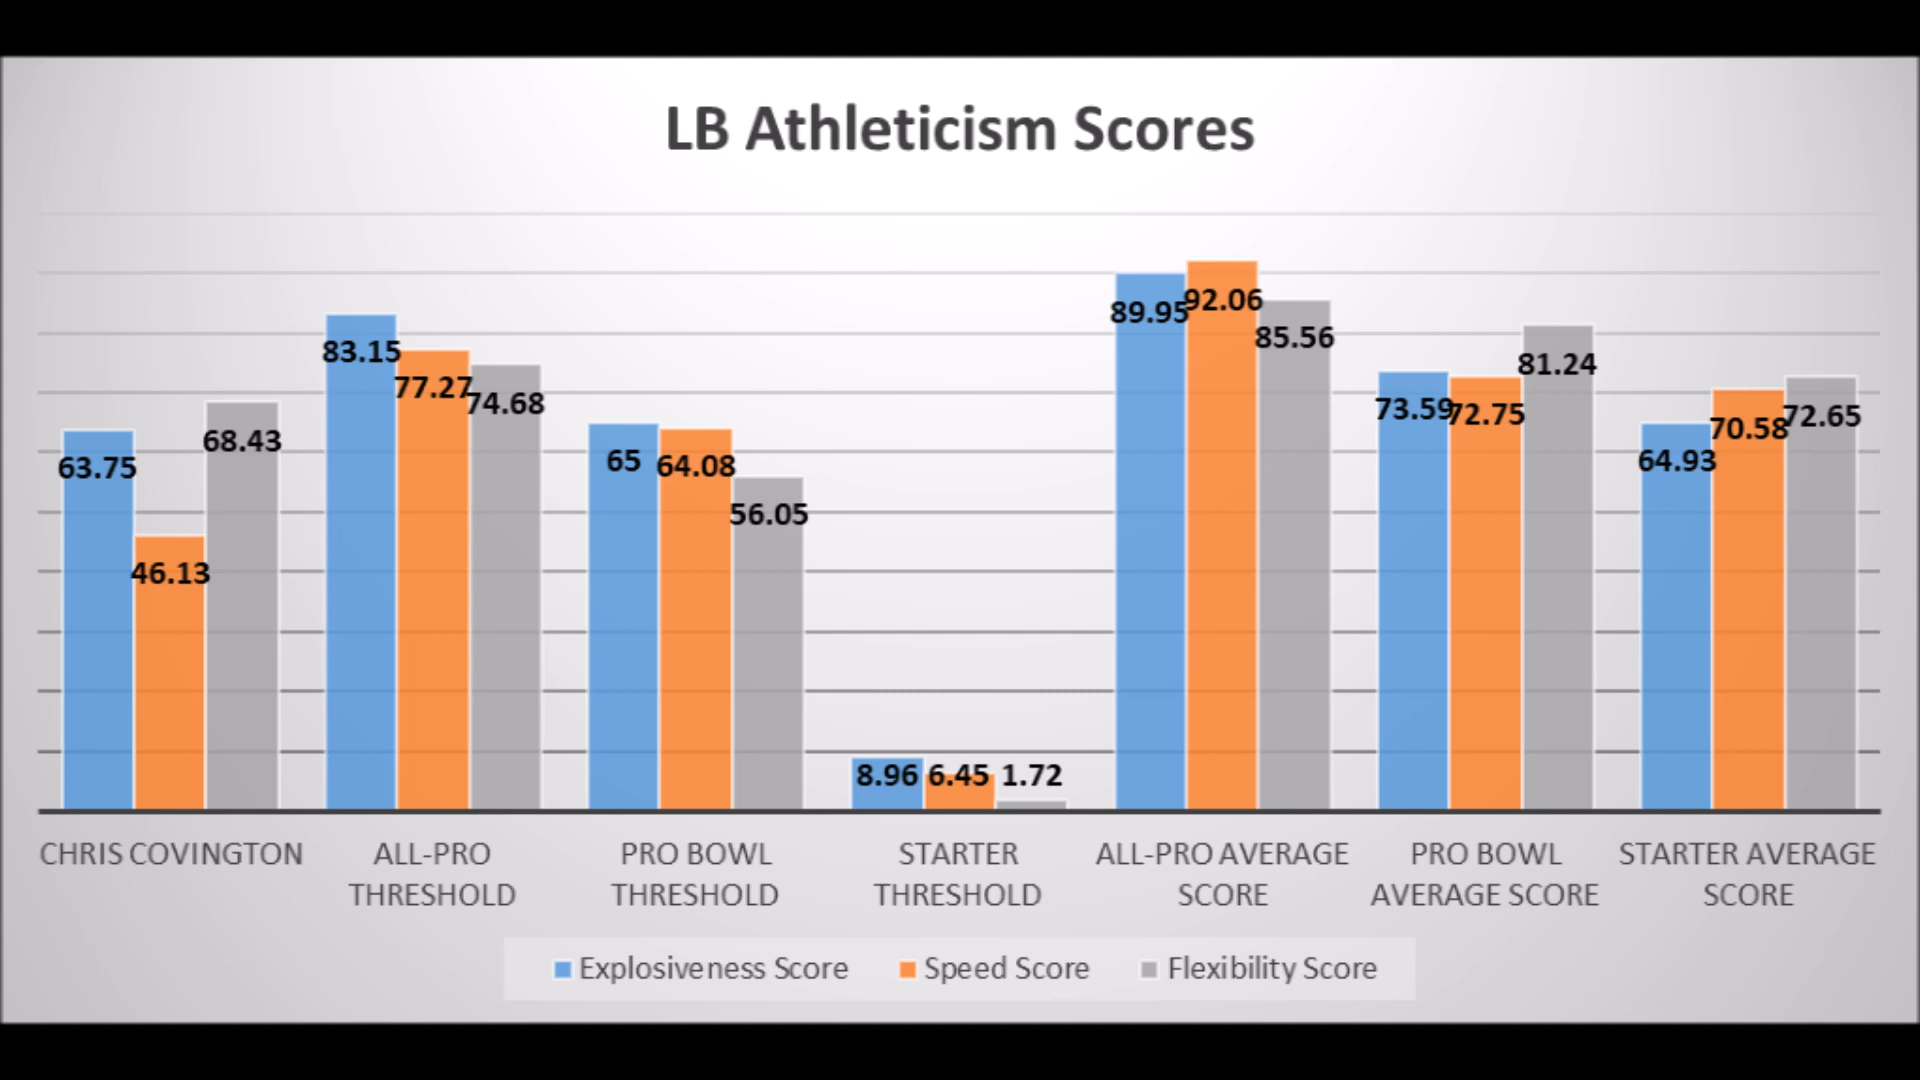 LB Athleticism Scores
63.75 46.13 68.43
83.15 77.27 74.68
65 64.08 56.05
8.96 6.45 1.72
89.95 92.06 85.56
73.59 72.75 81.24
64.93 70.58 72.65
CHRIS COVINGTON
ALL-PRO
THRESHOLD
PRO BOWL
THRESHOLD
STARTER
THRESHOLD
ALL-PRO AVERAGE
SCORE
PRO BOWL
AVERAGE SCORE
STARTER AVERAGE
SCORE
Explosiveness Score Speed Score Flexibility Score